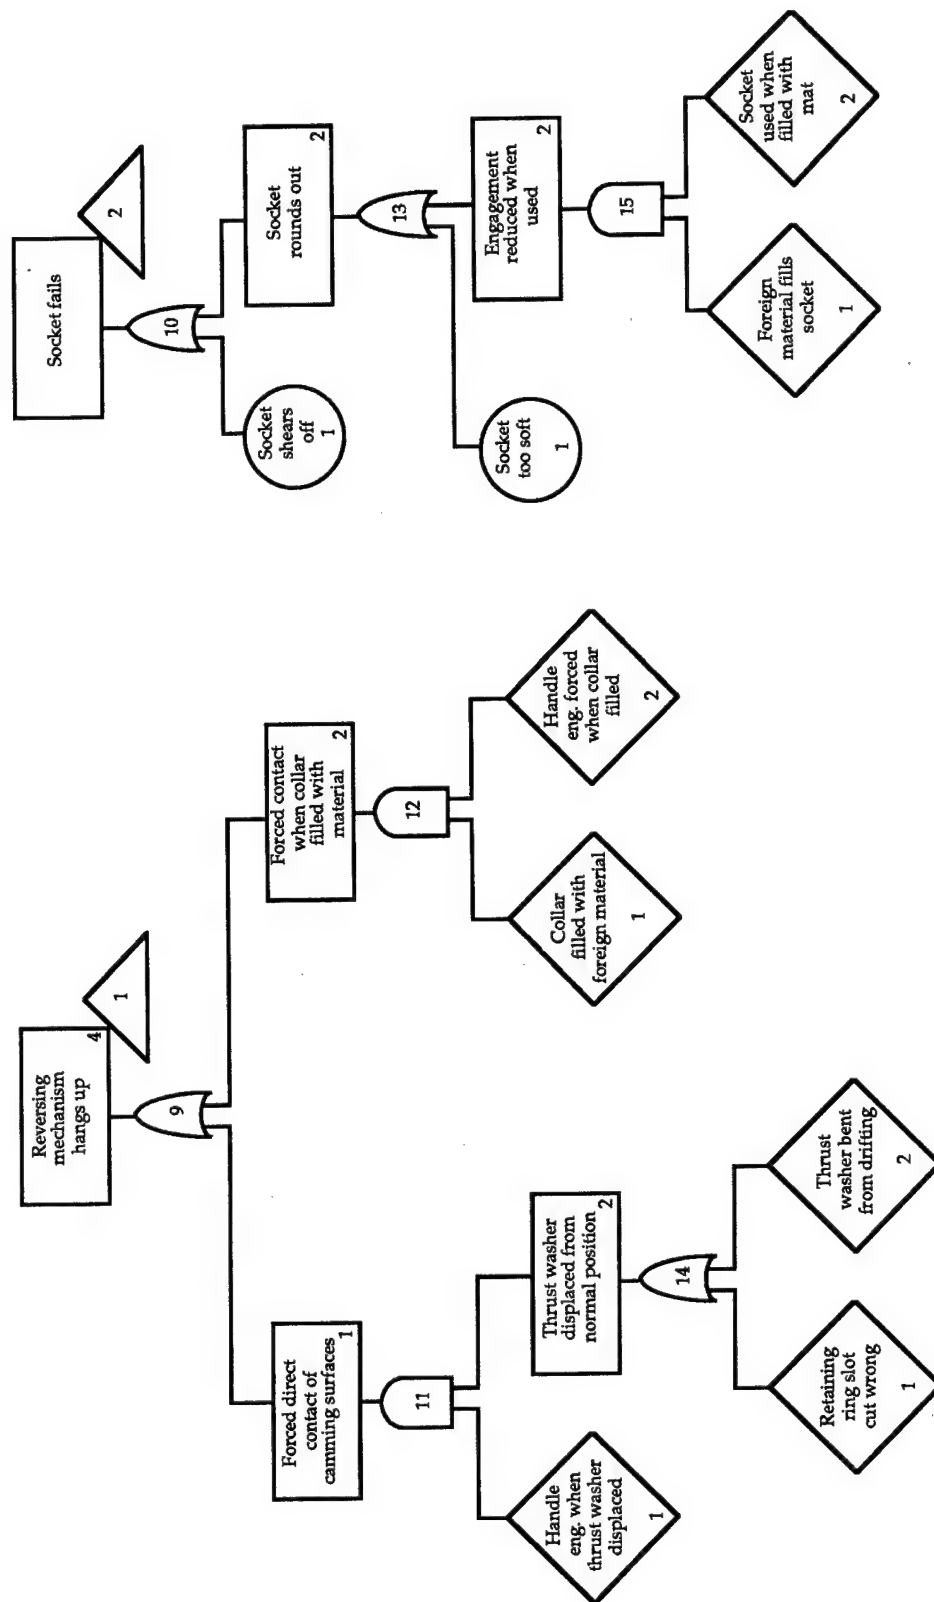 Reversing
mechanism
hangs up
4
1
9
Forced direct
contact of
camming surfaces
1
11
Handle
eng. when
thrust washer
displaced
1
Thrust washer
displaced from
normal position
2
14
Retaining
ring slot
cut wrong
1
Thrust
washer bent
from drifting
2
Forced contact
when collar
filled with
material
2
12
Collar
filled with
foreign material
1
Handle
eng. forced
when collar
filled
2
Socket fails
2
10
Socket
shears
off
1
Socket
rounds out
2
13
Socket
too soft
1
Engagement
reduced when
used
2
15
Foreign
material fills
socket
1
Socket
used when
filled with
mat
2